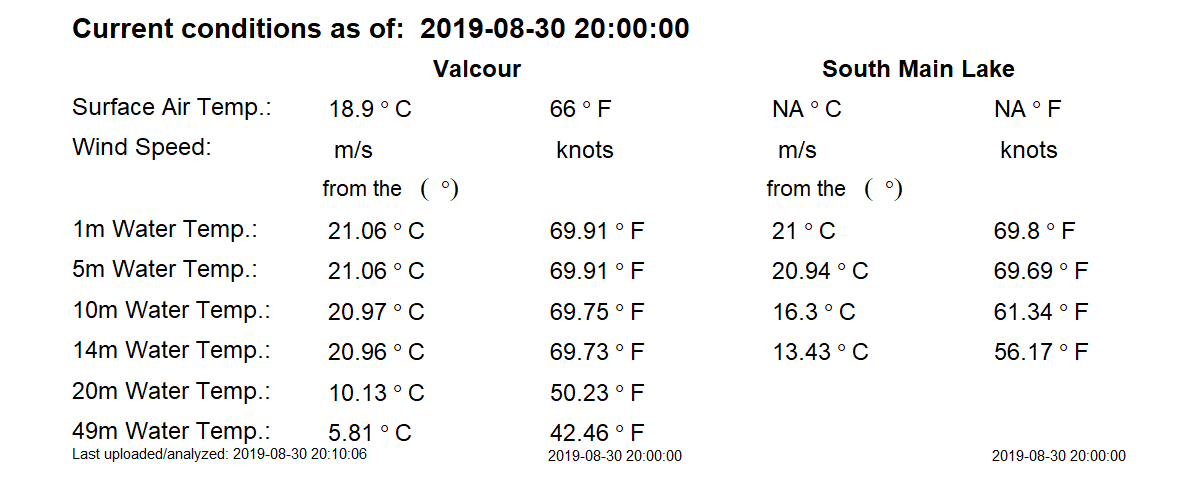 Current conditions as of: 2019-08-30 20:00:00
Valcour South Main Lake
Surface Air Temp.: 18.9 ° C 66 ° F NA ° C NA ° F
Wind Speed: m/s knots m/s knots
from the ( °) from the ( °)
1m Water Temp.: 21.06 ° C 69.91 ° F 21 ° C 69.8 ° F
5m Water Temp.: 21.06 ° C 69.91 ° F 20.94 ° C 69.69 ° F
10m Water Temp.: 20.97 ° C 69.75 ° F 16.3 ° C 61.34 ° F
14m Water Temp.: 20.96 ° C 69.73 ° F 13.43 ° C 56.17 ° F
20m Water Temp.: 10.13 ° C 50.23 ° F
49m Water Temp.: 5.81 ° C 42.46 ° F
Last uploaded/analyzed: 2019-08-30 20:10:06 2019-08-30 20:00:00 2019-08-30 20:00:00